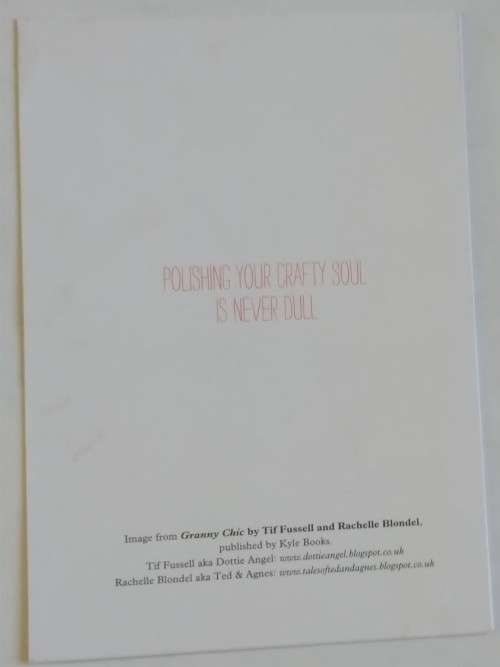 POLISHING YOUR CRAFTY SOUL
IS NEVER DULL
Image from Granny Chic by Tif Fussell and Rachelle Blondel,
published by Kyle Books.
Tif Fussell aka Dottie Angel: www.dottieangel.blogspot.co.uk
Rachelle Blondel aka Ted & Agnes: www.talesoftedandagnes.blogspot.co.uk